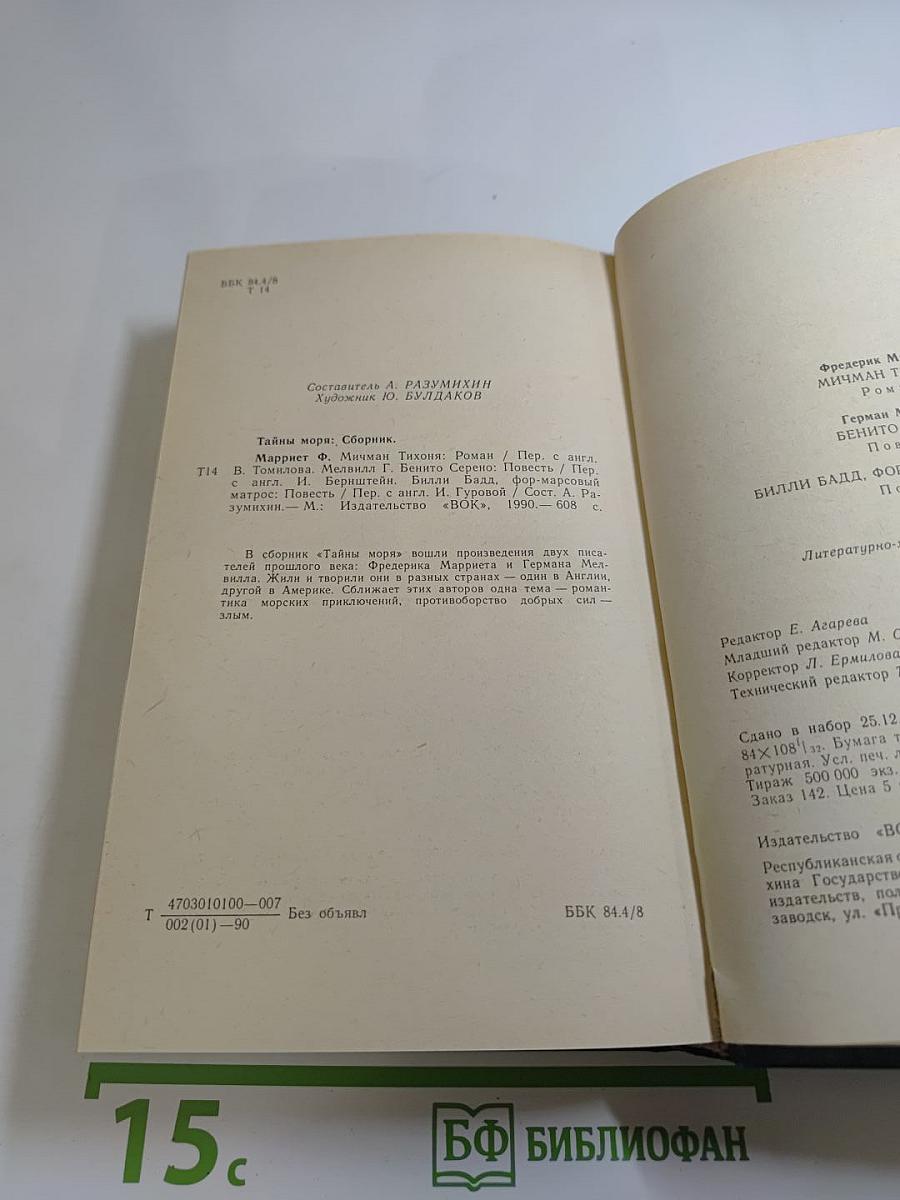 ББК 84.4/8
Т 14
Составитель А. РАЗУМИХИН
Художник Ю. БУЛДАКОВ
Тайны моря: Сборник.
Марриет Ф. Мичман Тихоня: Роман / Пер. с англ.
Т14 В. Томилова. Мелвилл Г. Бенито Серено: Повесть / Пер.
с англ. И. Бернштейн. Билли Бадд, фор-марсовый
матрос: Повесть / Пер. с англ. И. Гуровой / Сост. А. Ра-
зумихин.— М.: Издательство «ВОК», 1990.— 608 с.
В сборник «Тайны моря» вошли произведения двух писа-
телей прошлого века: Фредерика Марриета и Германа Мел-
вилла. Жили и творили они в разных странах — один в Англии,
другой в Америке. Сближает этих авторов одна тема — роман-
тика морских приключений, противоборство добрых сил —
злым.
Т 4703010100—007
002(01)—90 Без объявл
ББК 84.4/8
Фредерик М
МИЧМАН Т
Ром
Герман М
БЕНИТО
Пов
БИЛЛИ БАДД, ФОР
П
Литературно-
Редактор Е. Агарева
Младший редактор М. С
Корректор Л. Ермилова
Технический редактор
Сдано в набор 25.12
84×108 1/32. Бумага т
ратурная. Усл. печ. л
Тираж 500 000 экз.
Заказ 142. Цена 5
Издательство «ВО
Республиканская
хина Государстве
издательств, пол
заводск, ул. «Пр
15 с
БФ БИБЛИОФАН